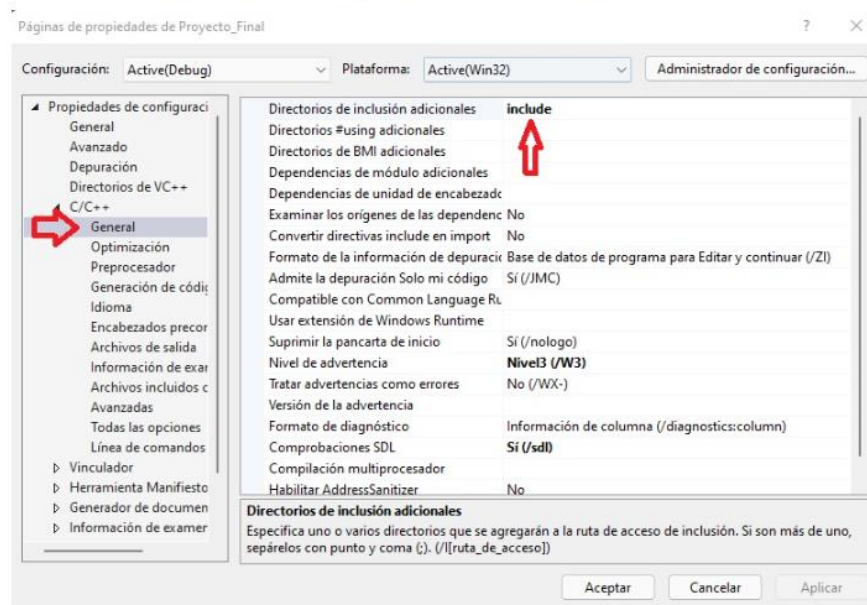 Páginas de propiedades de Proyecto_Final ? ×
Configuración: Active(Debug) Plataforma: Active(Win32) Administrador de configuración...
Propiedades de configuraci
General
Avanzado
Depuración
Directorios de VC++
C/C++
General
Optimización
Preprocesador
Generación de códig
Idioma
Encabezados precor
Archivos de salida
Información de exar
Archivos incluidos c
Avanzadas
Todas las opciones
Línea de comandos
Vinculador
Herramienta Manifiesto
Generador de documen
Información de examer
Directorios de inclusión adicionales include
Directorios #using adicionales
Directorios de BMI adicionales
Dependencias de módulo adicionales
Dependencias de unidad de encabezadc
Examinar los orígenes de las dependenc No
Convertir directivas include en import No
Formato de la información de depuracic Base de datos de programa para Editar y continuar (/ZI)
Admite la depuración Solo mi código Sí (/JMC)
Compatible con Common Language Ru
Usar extensión de Windows Runtime
Suprimir la pancarta de inicio Sí (/nologo)
Nivel de advertencia Nivel3 (/W3)
Tratar advertencias como errores No (/WX-)
Versión de la advertencia
Formato de diagnóstico Información de columna (/diagnostics:column)
Comprobaciones SDL Sí (/sdl)
Compilación multiprocesador
Habilitar AddressSanitizer No
Directorios de inclusión adicionales
Especifica uno o varios directorios que se agregarán a la ruta de acceso de inclusión. Si son más de uno,
sepárelos con punto y coma (;). (/I[ruta_de_acceso])
Aceptar Cancelar Aplicar